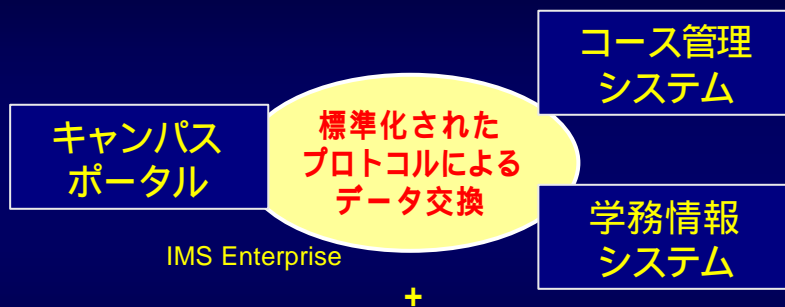 コース管理
システム
キャンパス
ポータル
標準化された
プロトコルによる
データ交換
学務情報
システム
IMS Enterprise
+